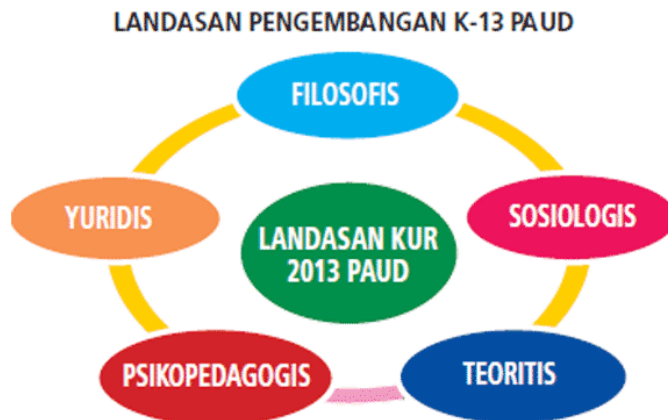 LANDASAN PENGEMBANGAN K-13 PAUD
FILOSOFIS
YURIDIS
SOSIOLOGIS
LANDASAN KUR
2013 PAUD
PSIKOPEDAGOGIS
TEORITIS